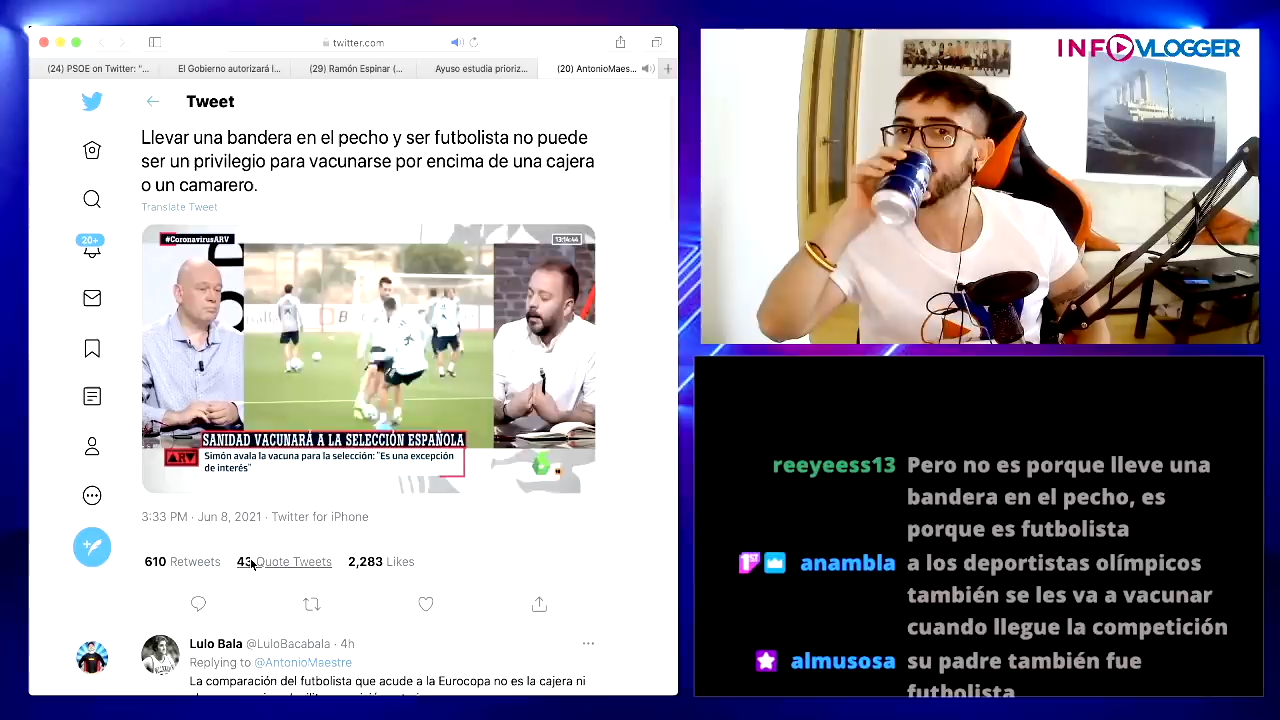 twitter.com
(24) PSOE on Twitter: "...
El Gobierno autorizará l...
(29) Ramón Espinar (...
Ayuso estudia prioriz...
(20) AntonioMaes...
Tweet
Llevar una bandera en el pecho y ser futbolista no puede
ser un privilegio para vacunarse por encima de una cajera
o un camarero.
Translate Tweet
20+
#CoronavirusARV
13:14:44
SANIDAD VACUNARÁ A LA SELECCIÓN ESPAÑOLA
ARV
Simón avala la vacuna para la selección: "Es una excepción
de interés"
3:33 PM · Jun 8, 2021 · Twitter for iPhone
610 Retweets
43 Quote Tweets
2,283 Likes
Lulo Bala @LuloBacabala · 4h
Replying to @AntonioMaestre
La comparación del futbolista que acude a la Eurocopa no es la cajera ni
INFOVLOGGER
reeyeess13 Pero no es porque lleve una
bandera en el pecho, es
porque es futbolista
1ST anambla a los deportistas olímpicos
también se les va a vacunar
cuando llegue la competición
almusosa su padre también fue
futbolista